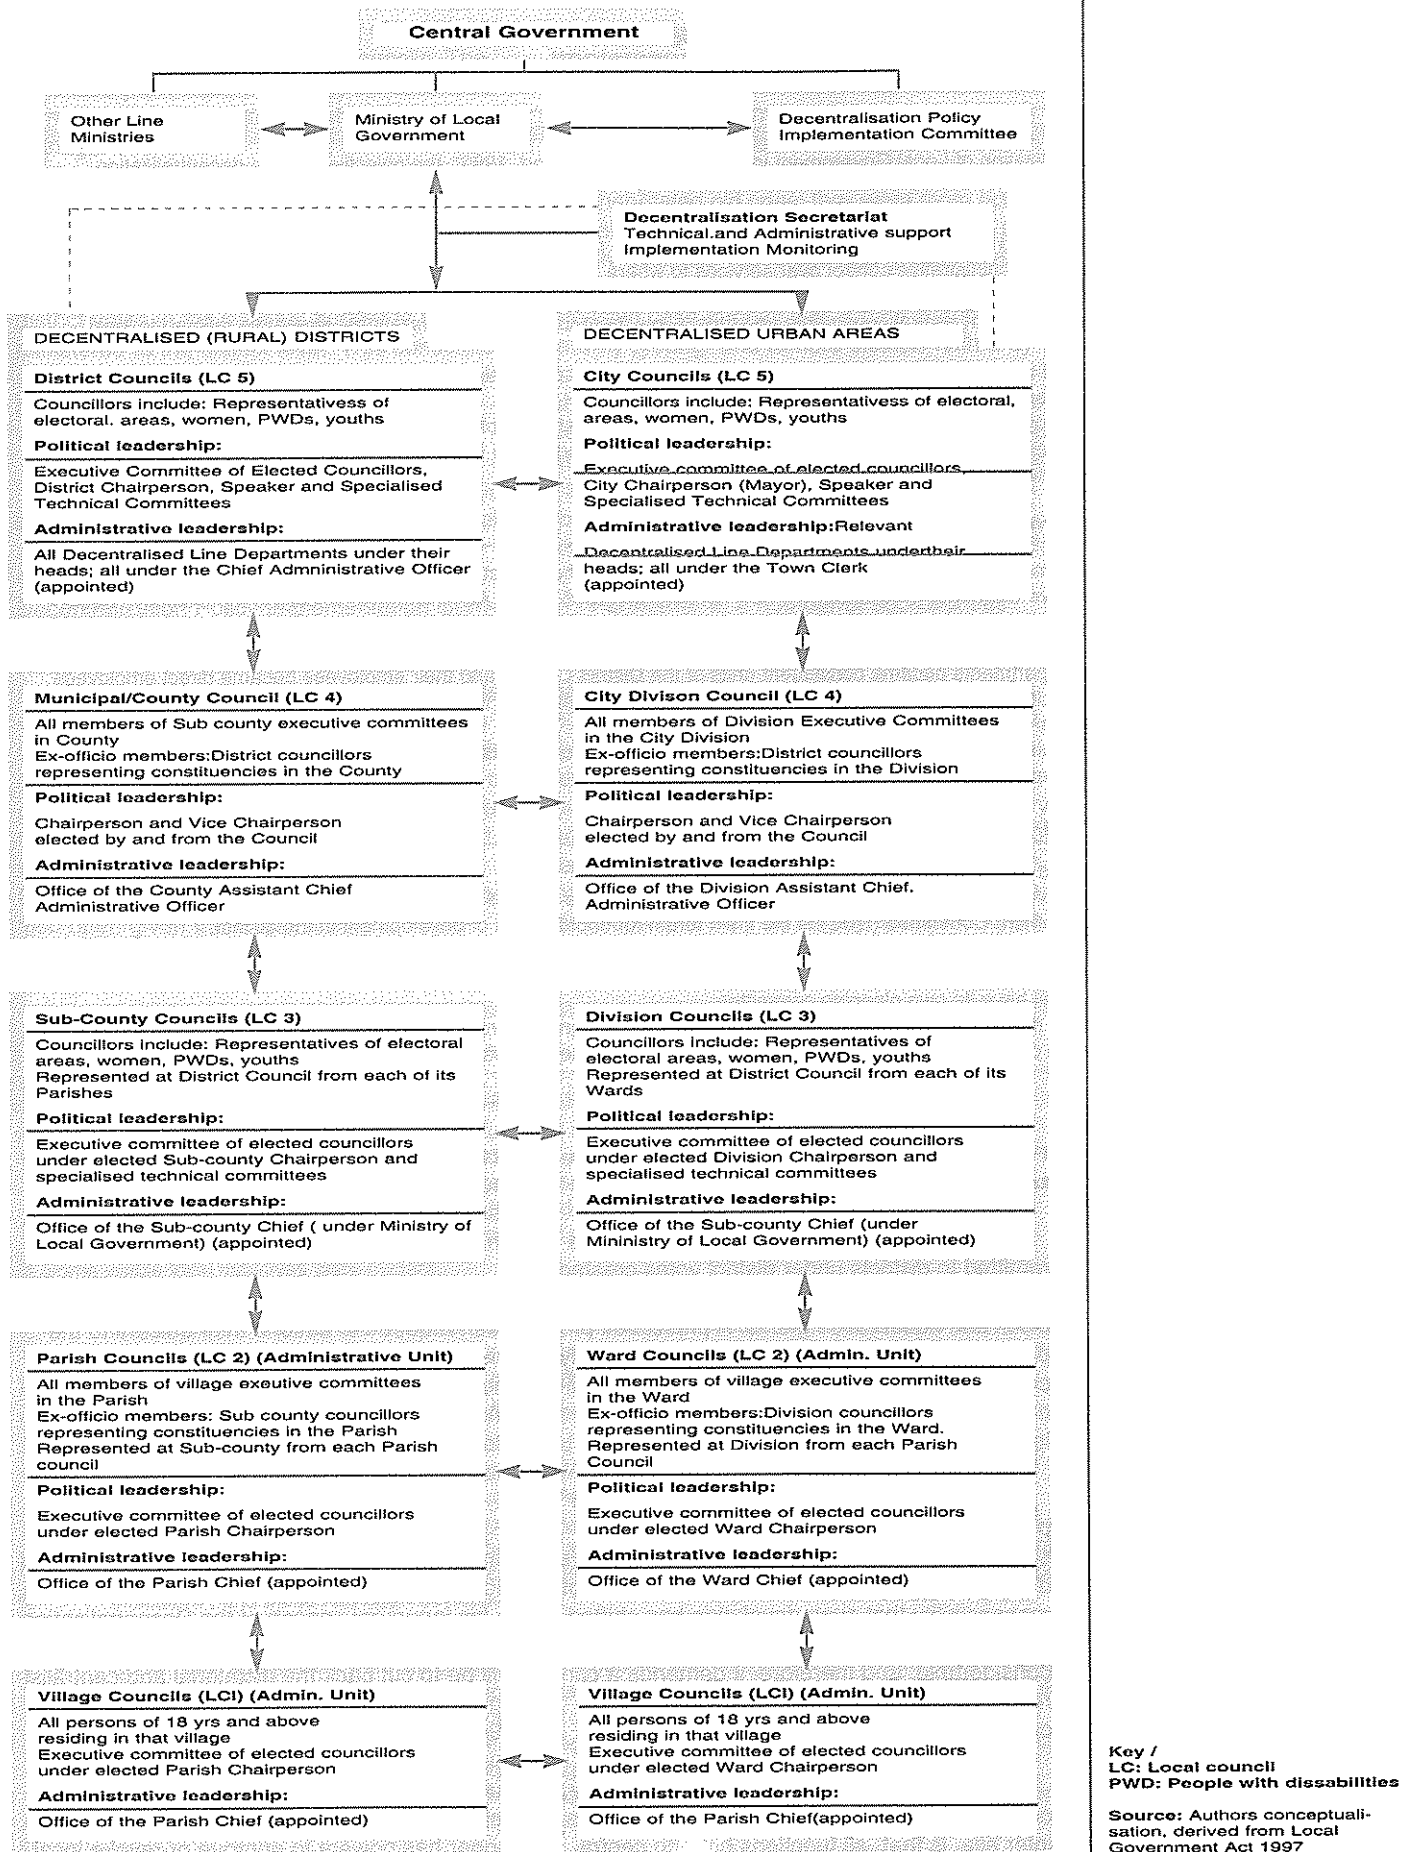 Central Government
Other Line
Ministries
Ministry of Local
Government
Decentralisation Policy
Implementation Committee
Decentralisation Secretariat
Technical.and Administrative support
Implementation Monitoring
DECENTRALISED (RURAL) DISTRICTS
District Councils (LC 5)
Councillors include: Representativess of
electoral. areas, women, PWDs, youths
Political leadership:
Executive Committee of Elected Councillors,
District Chairperson, Speaker and Specialised
Technical Committees
Administrative leadership:
All Decentralised Line Departments under their
heads; all under the Chief Admninistrative Officer
(appointed)
DECENTRALISED URBAN AREAS
City Councils (LC 5)
Councillors include: Representativess of electoral,
areas, women, PWDs, youths
Political leadership:
Executive committee of elected councillors,
City Chairperson (Mayor), Speaker and
Specialised Technical Committees
Administrative leadership:Relevant
Decentralised Line Departments undertheir
heads; all under the Town Clerk
(appointed)
Municipal/County Council (LC 4)
All members of Sub county executive committees
in County
Ex-officio members:District councillors
representing constituencies in the County
Political leadership:
Chairperson and Vice Chairperson
elected by and from the Council
Administrative leadership:
Office of the County Assistant Chief
Administrative Officer
City Divison Council (LC 4)
All members of Division Executive Committees
in the City Division
Ex-officio members:District councillors
representing constituencies in the Division
Political leadership:
Chairperson and Vice Chairperson
elected by and from the Council
Administrative leadership:
Office of the Division Assistant Chief.
Administrative Officer
Sub-County Councils (LC 3)
Councillors include: Representatives of electoral
areas, women, PWDs, youths
Represented at District Council from each of its
Parishes
Political leadership:
Executive committee of elected councillors
under elected Sub-county Chairperson and
specialised technical committees
Administrative leadership:
Office of the Sub-county Chief ( under Ministry of
Local Government) (appointed)
Division Councils (LC 3)
Councillors include: Representatives of
electoral areas, women, PWDs, youths
Represented at District Council from each of its
Wards
Political leadership:
Executive committee of elected councillors
under elected Division Chairperson and
specialised technical committees
Administrative leadership:
Office of the Sub-county Chief (under
Mininistry of Local Government) (appointed)
Parish Councils (LC 2) (Administrative Unit)
All members of village exeutive committees
in the Parish
Ex-officio members: Sub county councillors
representing constituencies in the Parish
Represented at Sub-county from each Parish
council
Political leadership:
Executive committee of elected councillors
under elected Parish Chairperson
Administrative leadership:
Office of the Parish Chief (appointed)
Ward Councils (LC 2) (Admin. Unit)
All members of village executive committees
in the Ward
Ex-officio members:Division councillors
representing constituencies in the Ward.
Represented at Division from each Parish
Council
Political leadership:
Executive committee of elected councillors
under elected Ward Chairperson
Administrative leadership:
Office of the Ward Chief (appointed)
Village Councils (LCI) (Admin. Unit)
All persons of 18 yrs and above
residing in that village
Executive committee of elected councillors
under elected Parish Chairperson
Administrative leadership:
Office of the Parish Chief (appointed)
Village Councils (LCI) (Admin. Unit)
All persons of 18 yrs and above
residing in that village
Executive committee of elected councillors
under elected Ward Chairperson
Administrative leadership:
Office of the Parish Chief(appointed)
Key /
LC: Local council
PWD: People with dissabilities
Source: Authors conceptuali-
sation, derived from Local
Government Act 1997